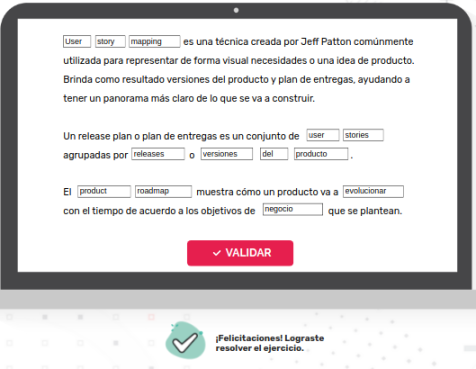 User story mapping es una técnica creada por Jeff Patton comúnmente
utilizada para representar de forma visual necesidades o una idea de producto.
Brinda como resultado versiones del producto y plan de entregas, ayudando a
tener un panorama más claro de lo que se va a construir.
Un release plan o plan de entregas es un conjunto de user stories
agrupadas por releases o versiones del producto .
El product roadmap muestra cómo un producto va a evolucionar
con el tiempo de acuerdo a los objetivos de negocio que se plantean.
VALIDAR
¡Felicitaciones! Lograste
resolver el ejercicio.